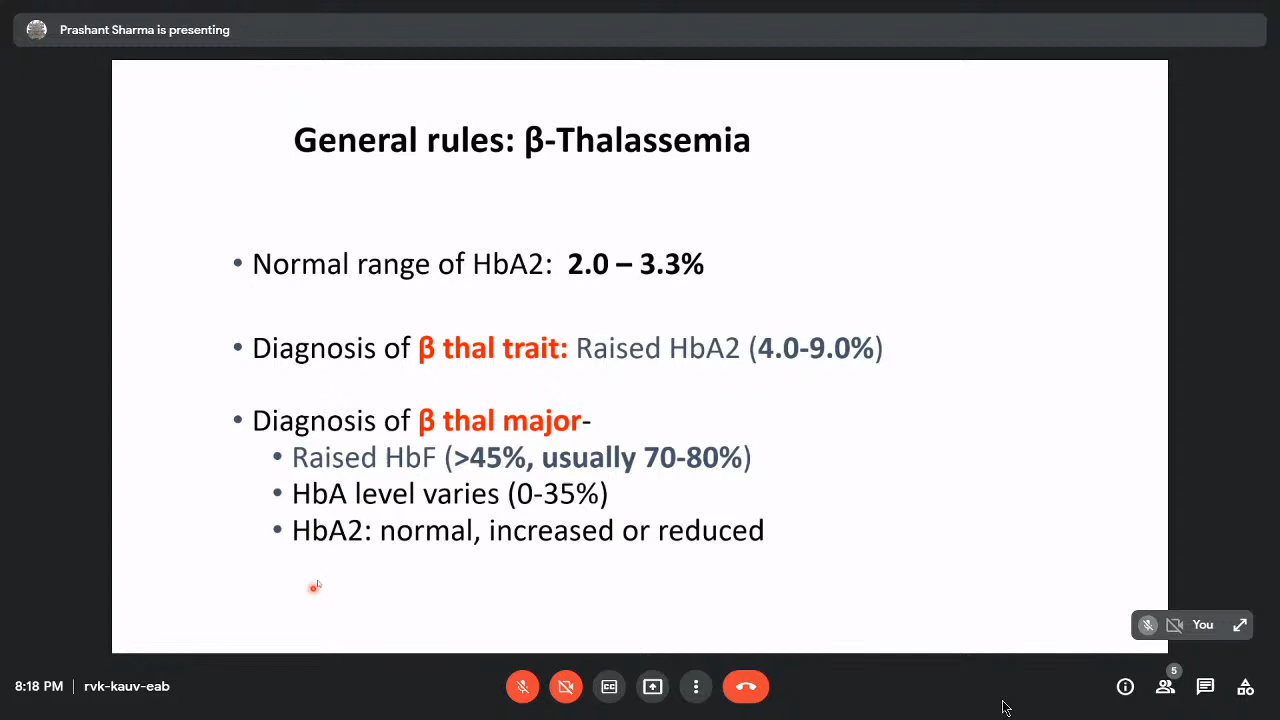 Prashant Sharma is presenting
General rules: β-Thalassemia
• Normal range of HbA2: 2.0 – 3.3%
• Diagnosis of β thal trait: Raised HbA2 (4.0-9.0%)
• Diagnosis of β thal major-
• Raised HbF (>45%, usually 70-80%)
• HbA level varies (0-35%)
• HbA2: normal, increased or reduced
You
8:18 PM | rvk-kauv-eab
CC
5